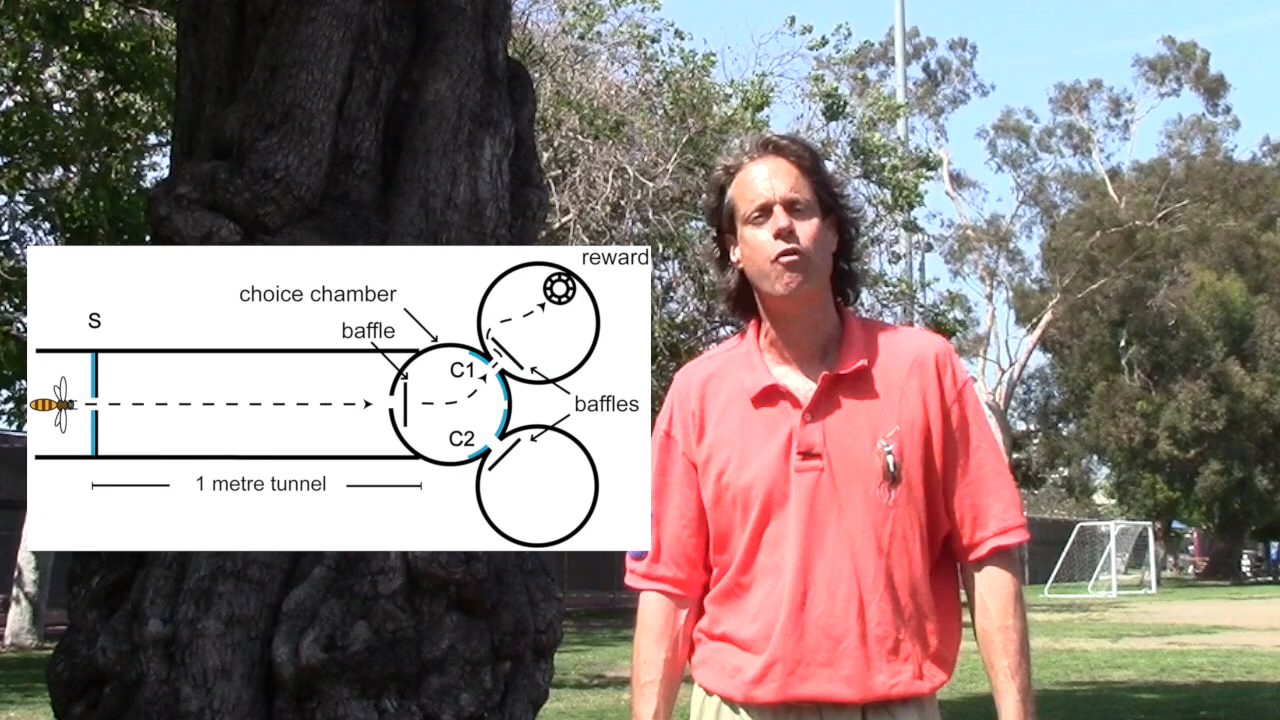 reward
choice chamber
S
baffle
C1
baffles
C2
1 metre tunnel